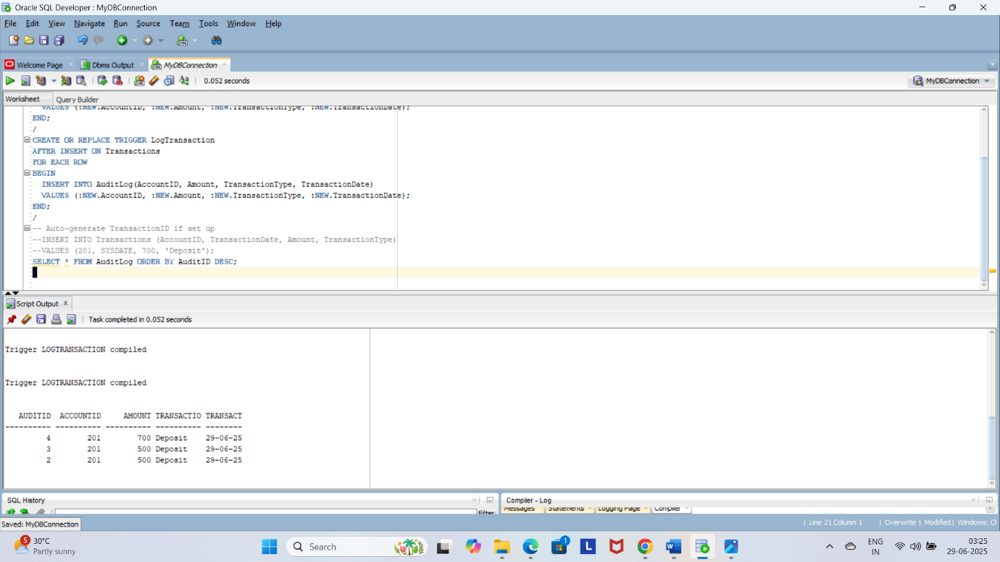 Oracle SQL Developer : MyDBConnection
File Edit View Navigate Run Source Team Tools Window Help
Welcome Page Dbms Output MyDBConnection
0.052 seconds MyDBConnection
Worksheet Query Builder
VALUES (:NEW.AccountID, :NEW.Amount, :NEW.TransactionType, :NEW.TransactionDate);
END;
/
CREATE OR REPLACE TRIGGER LogTransaction
AFTER INSERT ON Transactions
FOR EACH ROW
BEGIN
INSERT INTO AuditLog(AccountID, Amount, TransactionType, TransactionDate)
VALUES (:NEW.AccountID, :NEW.Amount, :NEW.TransactionType, :NEW.TransactionDate);
END;
/
-- Auto-generate TransactionID if set up
--INSERT INTO Transactions (AccountID, TransactionDate, Amount, TransactionType)
--VALUES (201, SYSDATE, 700, 'Deposit');
SELECT * FROM AuditLog ORDER BY AuditID DESC;
Script Output
Task completed in 0.052 seconds
Trigger LOGTRANSACTION compiled
Trigger LOGTRANSACTION compiled
AUDITID ACCOUNTID AMOUNT TRANSACTIO TRANSACT
---------- ---------- ---------- ---------- --------
4 201 700 Deposit 29-06-25
3 201 500 Deposit 29-06-25
2 201 500 Deposit 29-06-25
SQL History Compiler - Log
Filter Messages Statements Logging Page Compiler
Saved: MyDBConnection Line 21 Column 1 Overwrite Modified Windows: CR
5 30°C Search 1 ENG 03:25
Partly sunny IN 29-06-2025